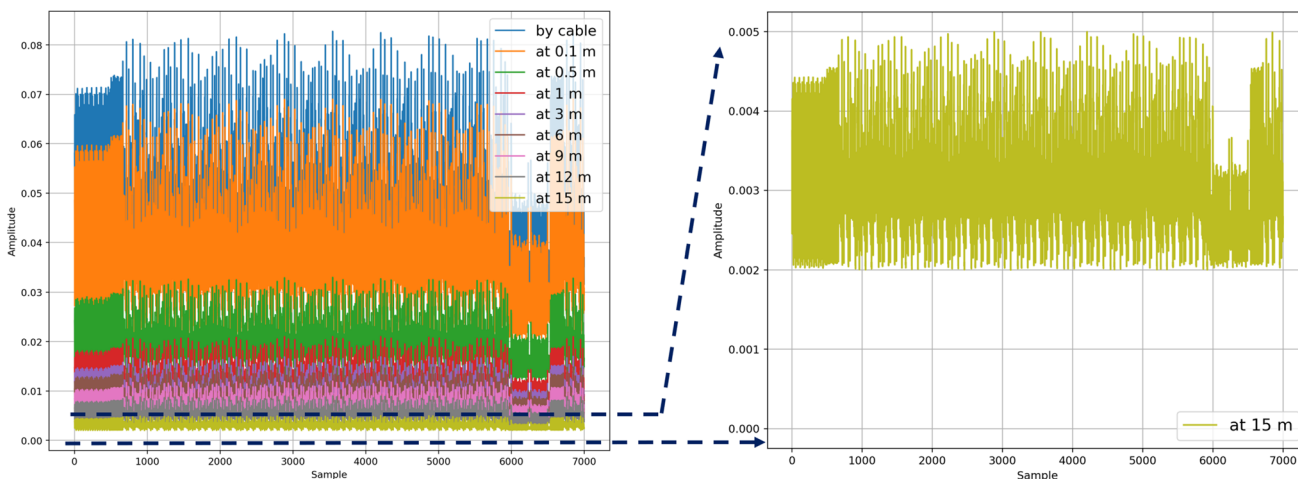 0.08
0.07
0.06
0.05
0.04
0.03
0.02
0.01
0.00
Amplitude
0 1000 2000 3000 4000 5000 6000 7000
Sample
by cable
at 0.1 m
at 0.5 m
at 1 m
at 3 m
at 6 m
at 9 m
at 12 m
at 15 m
0.005
0.004
0.003
0.002
0.001
0.000
Amplitude
0 1000 2000 3000 4000 5000 6000 7000
Sample
at 15 m